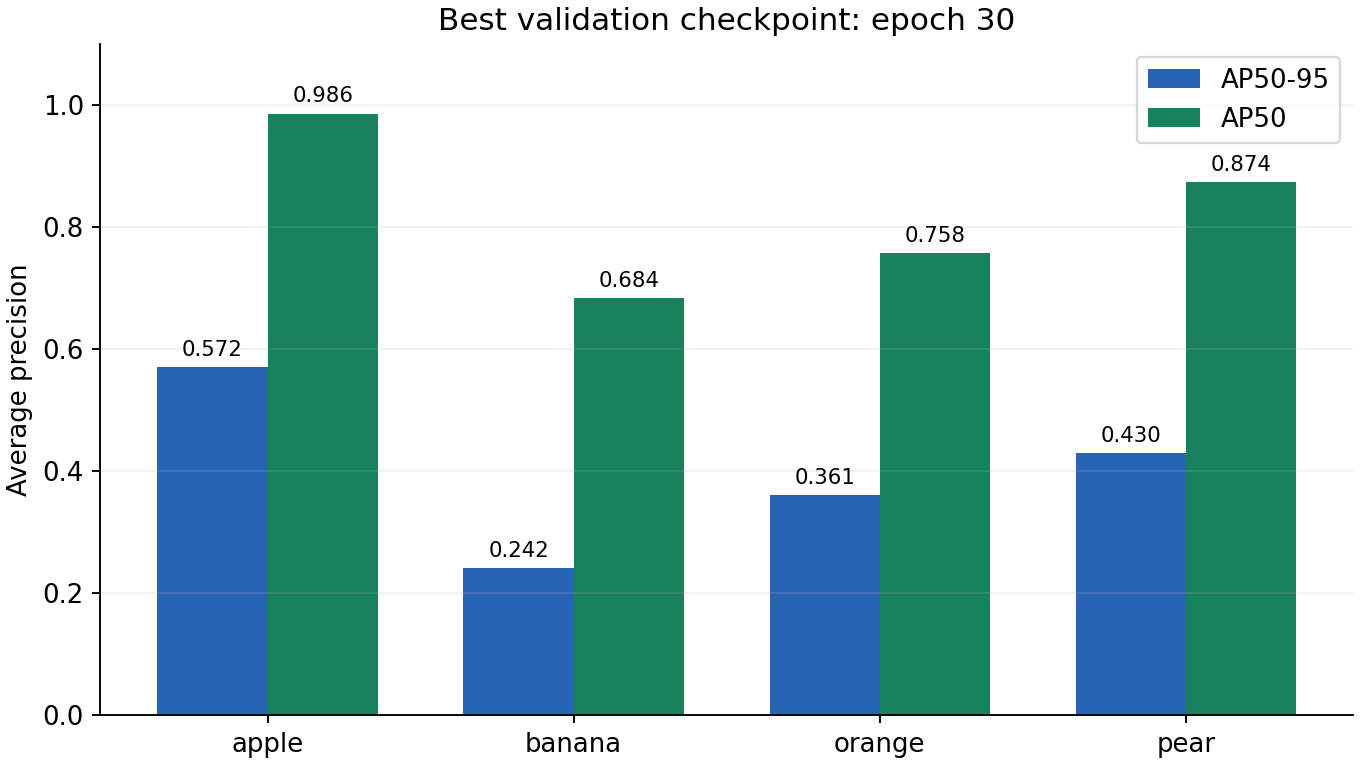 Best validation checkpoint: epoch 30
AP50-95
AP50
Average precision
1.0
0.8
0.6
0.4
0.2
0.0
0.572
0.986
0.242
0.684
0.361
0.758
0.430
0.874
apple
banana
orange
pear